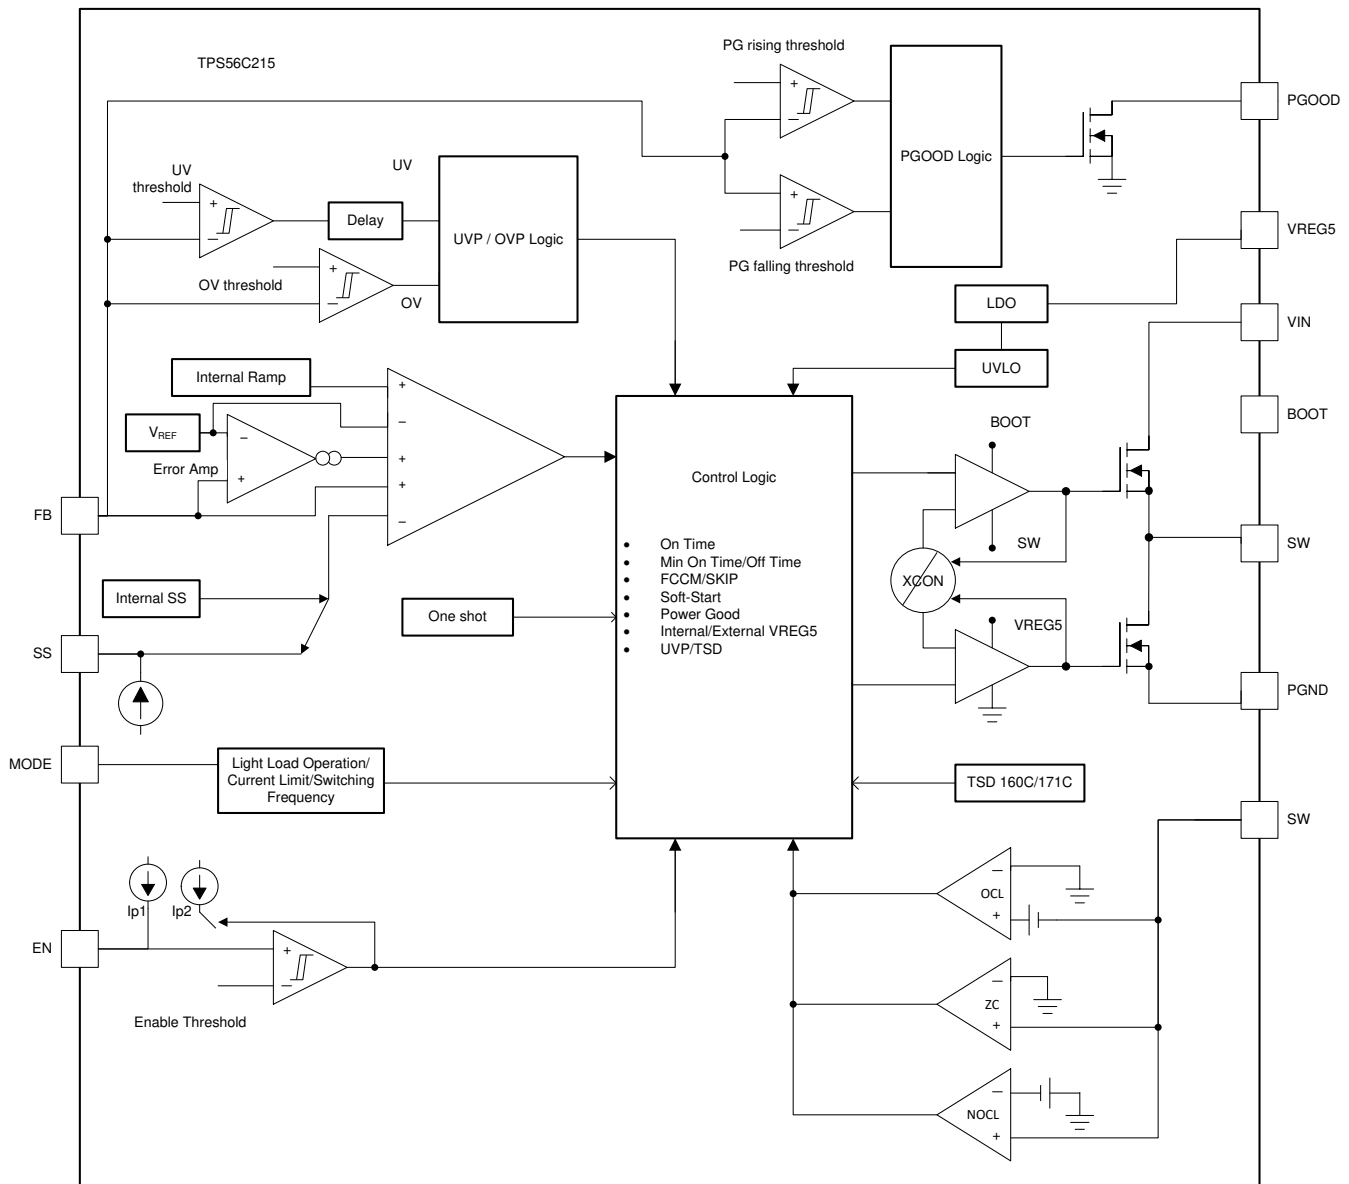 TPS56C215
PG rising threshold
+
−
PGOOD Logic
PGOOD
UV
threshold
UV
+
−
Delay
UVP / OVP Logic
+
−
PG falling threshold
VREG5
OV threshold
+
−
OV
LDO
VIN
UVLO
Internal Ramp
+
−
VREF
−
+
Error Amp
+
+
−
BOOT
BOOT
Control Logic
FB
SW
SW
• On Time
• Min On Time/Off Time
• FCCM/SKIP
• Soft-Start
• Power Good
• Internal/External VREG5
• UVP/TSD
XCON
Internal SS
One shot
VREG5
SS
PGND
MODE
Light Load Operation/
Current Limit/Switching
Frequency
TSD 160C/171C
SW
−
OCL
+
Ip1
Ip2
EN
+
−
Enable Threshold
−
ZC
+
−
NOCL
+